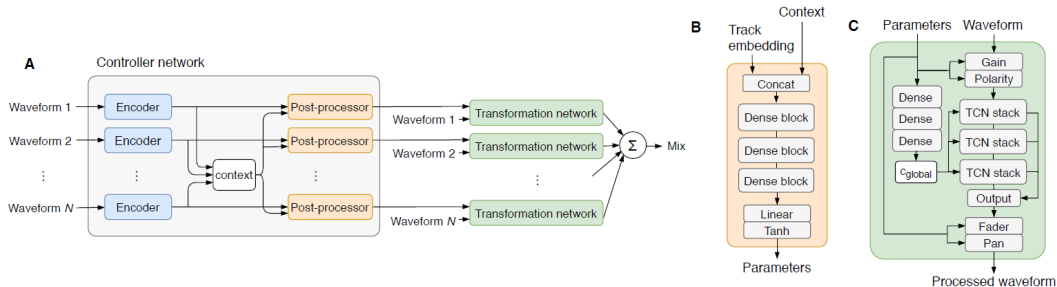 A
Controller network
Waveform 1
Encoder
Post-processor
Waveform 1
Transformation network
Waveform 2
Encoder
Post-processor
Waveform 2
Transformation network
Σ
Mix
context
Waveform N
Encoder
Post-processor
Waveform N
Transformation network
B
Track
embedding
Context
Concat
Dense block
Dense block
Dense block
Linear
Tanh
Parameters
C
Parameters
Waveform
Gain
Polarity
Dense
Dense
Dense
cglobal
TCN stack
TCN stack
TCN stack
Output
Fader
Pan
Processed waveform